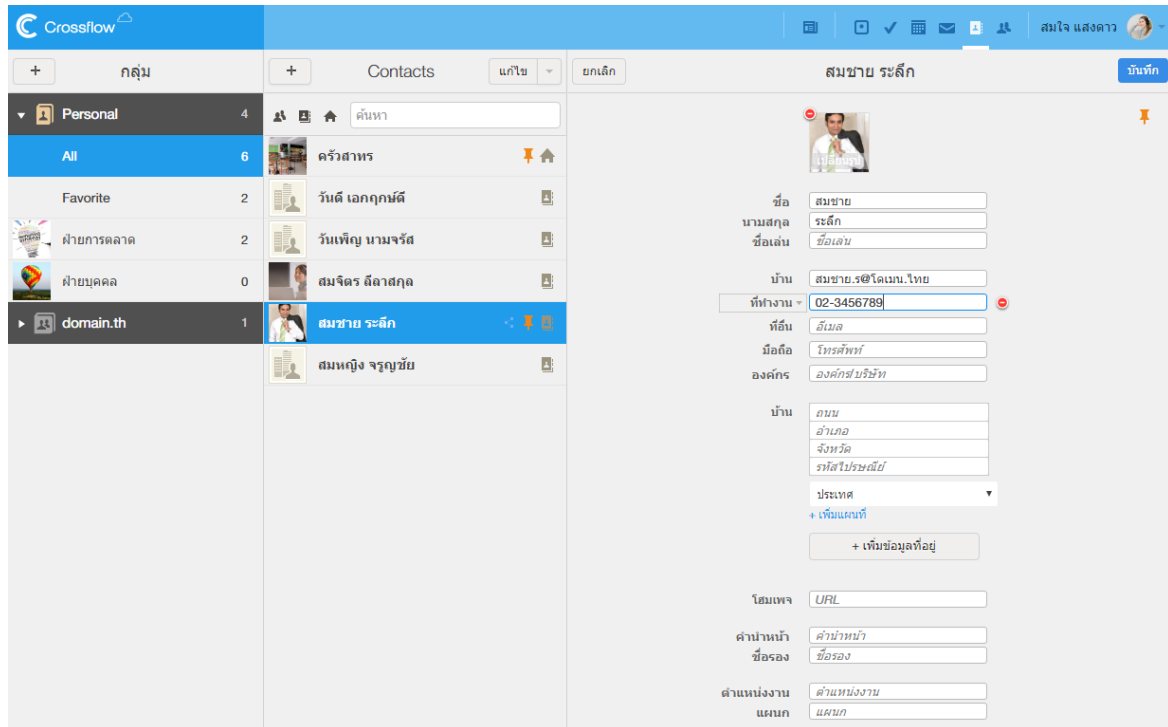 Crossflow
สมใจ แสงดาว
+ กลุ่ม
+ Contacts แก้ไข
ยกเลิก สมชาย ระลึก บันทึก
Personal 4
All 6
Favorite 2
ฝ่ายการตลาด 2
ฝ่ายบุคคล 0
domain.th 1
ค้นหา
ครัวสาทร
วันดี เอกฤกษ์ดี
วันเพ็ญ นามจรัส
สมจิตร ลีลาสกุล
สมชาย ระลึก
สมหญิง จรูญชัย
เปลี่ยนรูป
ชื่อ สมชาย
นามสกุล ระลึก
ชื่อเล่น ชื่อเล่น
บ้าน สมชาย.ร@โดเมน.ไทย
ที่ทำงาน 02-3456789
ที่อื่น อีเมล
มือถือ โทรศัพท์
องค์กร องค์กร/บริษัท
บ้าน ถนน
อำเภอ
จังหวัด
รหัสไปรษณีย์
ประเทศ
+ เพิ่มแผนที่
+ เพิ่มข้อมูลที่อยู่
โฮมเพจ URL
คำนำหน้า คำนำหน้า
ชื่อรอง ชื่อรอง
ตำแหน่งงาน ตำแหน่งงาน
แผนก แผนก